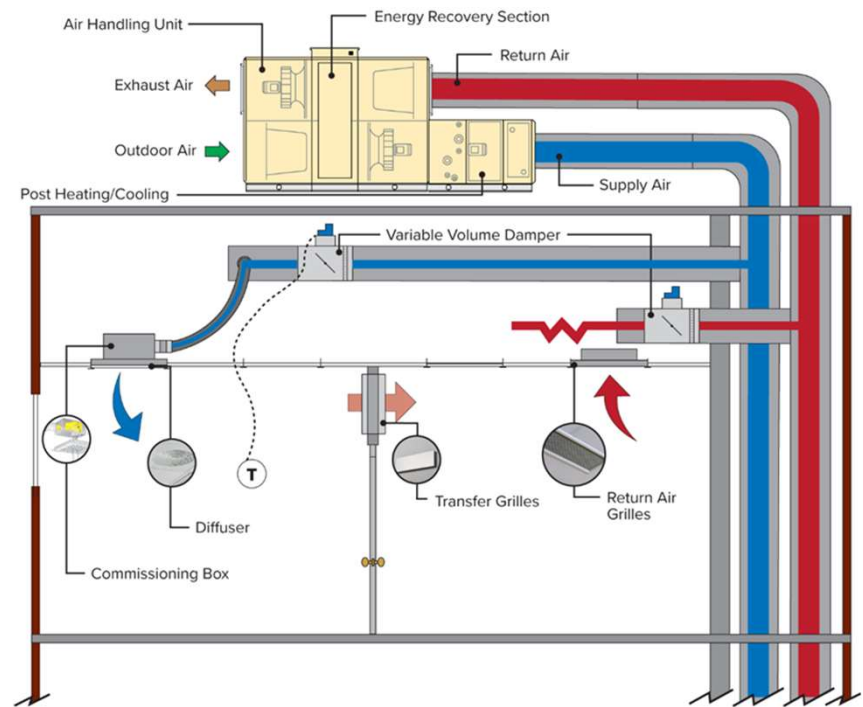 Air Handling Unit
Energy Recovery Section
Return Air
Exhaust Air
Outdoor Air
Post Heating/Cooling
Supply Air
Variable Volume Damper
T
Transfer Grilles
Return Air
Grilles
Diffuser
Commissioning Box